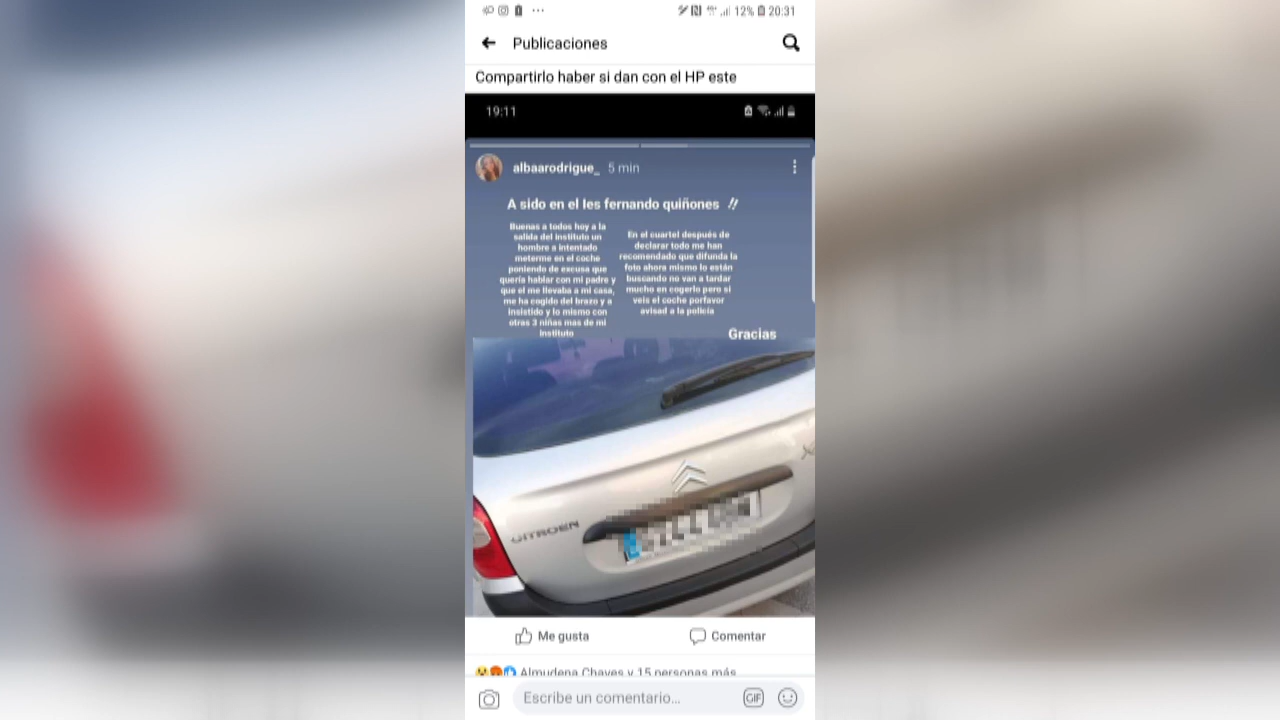 12% 20:31
Publicaciones
Compartirlo haber si dan con el HP este
19:11
albaarodrigue_ 5 min
A sido en el Ies fernando quiñones !!
Buenas a todos hoy a la
salida del instituto un
hombre a intentado
meterme en el coche
poniendo de excusa que
quería hablar con mi padre y
que el me llevaba a mi casa,
me ha cogido del brazo y a
insistido y lo mismo con
otras 3 niñas mas de mi
instituto
En el cuartel después de
declarar todo me han
recomendado que difunda la
foto ahora mismo lo están
buscando no van a tardar
mucho en cogerlo pero si
veis el coche porfavor
avisad a la policía
Gracias
CITROEN
Me gusta
Comentar
Almudena Chaves y 15 personas más
Escribe un comentario...
GIF